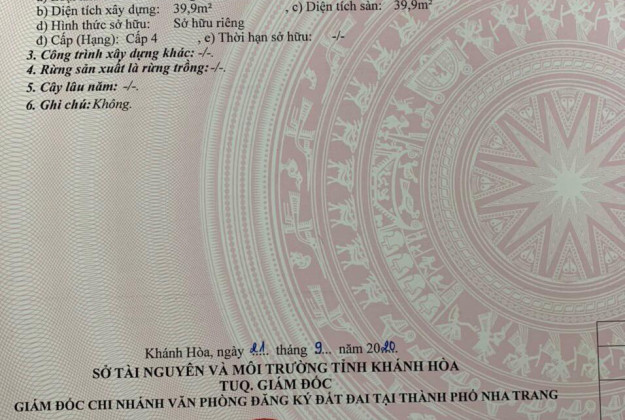 b) Diện tích xây dựng: 39,9m² , c) Diện tích sàn: 39,9m²
d) Hình thức sở hữu: Sở hữu riêng
đ) Cấp (Hạng): Cấp 4 , e) Thời hạn sở hữu: -/-
3. Công trình xây dựng khác: -/-.
4. Rừng sản xuất là rừng trồng: -/-.
5. Cây lâu năm: -/-.
6. Ghi chú: Không.
Khánh Hòa, ngày 21... tháng 9... năm 2020.
SỞ TÀI NGUYÊN VÀ MÔI TRƯỜNG TỈNH KHÁNH HÒA
TUQ. GIÁM ĐỐC
GIÁM ĐỐC CHI NHÁNH VĂN PHÒNG ĐĂNG KÝ ĐẤT ĐAI TẠI THÀNH PHỐ NHA TRANG